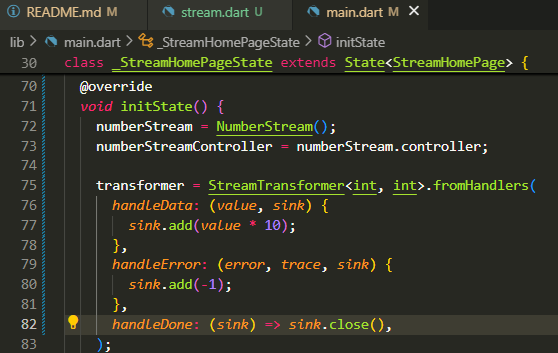 README.md M stream.dart U main.dart M
lib > main.dart > _StreamHomePageState > initState
30 class _StreamHomePageState extends State<StreamHomePage> {
70 @override
71 void initState() {
72 numberStream = NumberStream();
73 numberStreamController = numberStream.controller;
74
75 transformer = StreamTransformer<int, int>.fromHandlers(
76 handleData: (value, sink) {
77 sink.add(value * 10);
78 },
79 handleError: (error, trace, sink) {
80 sink.add(-1);
81 },
82 handleDone: (sink) => sink.close(),
83 );